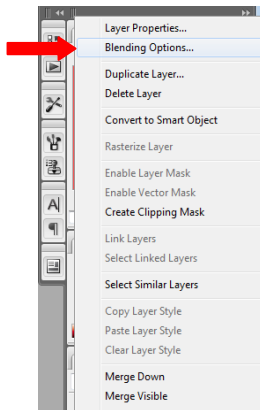 Layer Properties...
Blending Options...
Duplicate Layer...
Delete Layer
Convert to Smart Object
Rasterize Layer
Enable Layer Mask
Enable Vector Mask
Create Clipping Mask
Link Layers
Select Linked Layers
Select Similar Layers
Copy Layer Style
Paste Layer Style
Clear Layer Style
Merge Down
Merge Visible